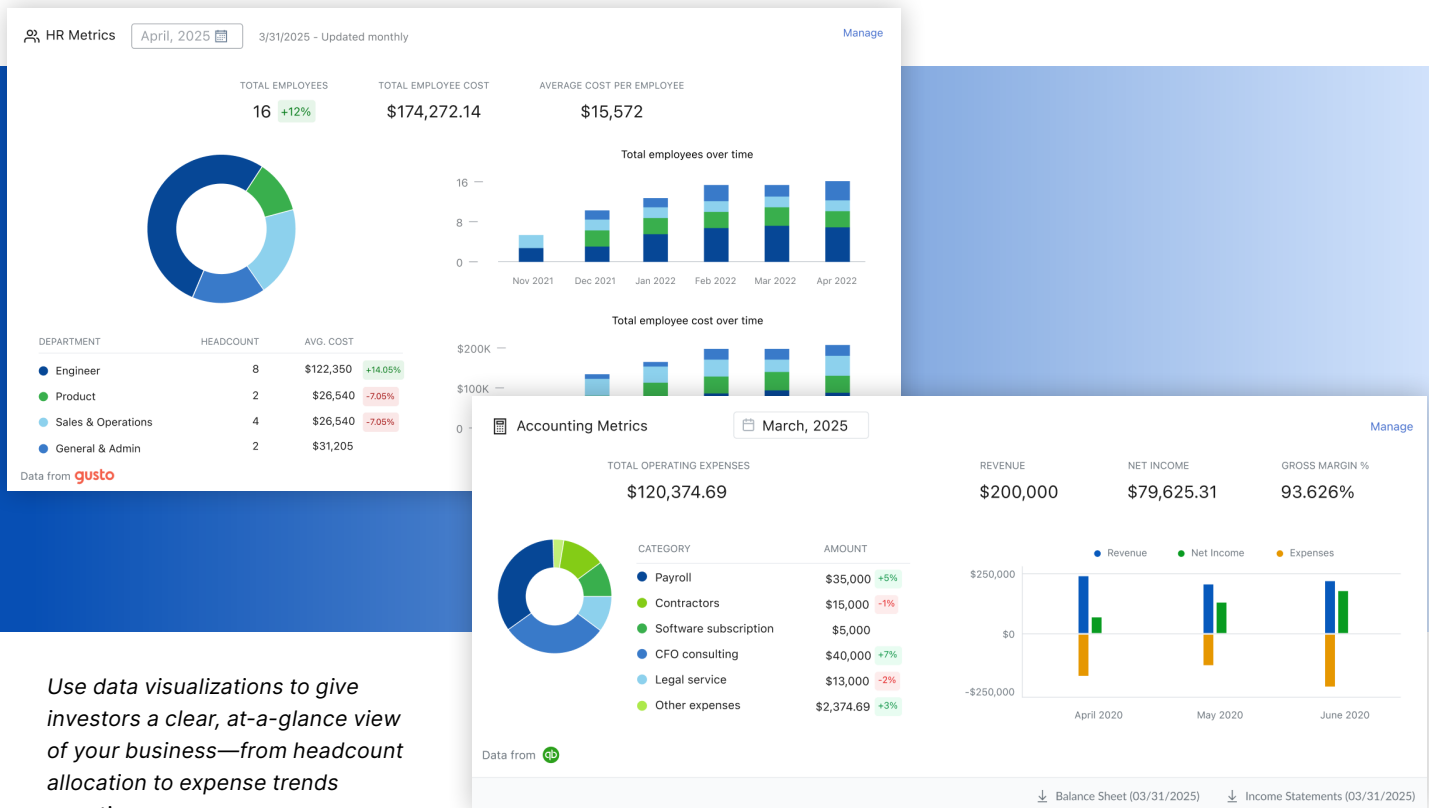 HR Metrics April, 2025 3/31/2025 - Updated monthly Manage
TOTAL EMPLOYEES TOTAL EMPLOYEE COST AVERAGE COST PER EMPLOYEE
16 +12% $174,272.14 $15,572
Total employees over time
16
8
0
Nov 2021 Dec 2021 Jan 2022 Feb 2022 Mar 2022 Apr 2022
Total employee cost over time
$200K
$100K
0
DEPARTMENT HEADCOUNT AVG. COST
Engineer 8 $122,350 +14.05%
Product 2 $26,540 -7.05%
Sales & Operations 4 $26,540 -7.05%
General & Admin 2 $31,205
Data from gusto
Accounting Metrics March, 2025 Manage
TOTAL OPERATING EXPENSES REVENUE NET INCOME GROSS MARGIN %
$120,374.69 $200,000 $79,625.31 93.626%
CATEGORY AMOUNT
Payroll $35,000 +5%
Contractors $15,000 -1%
Software subscription $5,000
CFO consulting $40,000 +7%
Legal service $13,000 -2%
Other expenses $2,374.69 +3%
Revenue Net Income Expenses
$250,000
$0
-$250,000
April 2020 May 2020 June 2020
Data from qb
Balance Sheet (03/31/2025) Income Statements (03/31/2025)
Use data visualizations to give
investors a clear, at-a-glance view
of your business—from headcount
allocation to expense trends